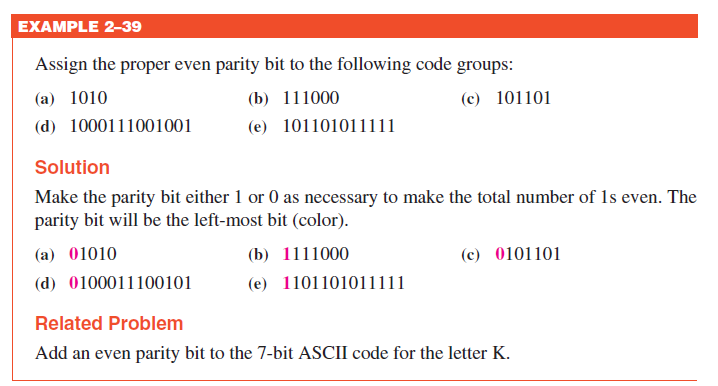 EXAMPLE 2–39
Assign the proper even parity bit to the following code groups:
(a) 1010 (b) 111000 (c) 101101
(d) 1000111001001 (e) 101101011111
Solution
Make the parity bit either 1 or 0 as necessary to make the total number of 1s even. The
parity bit will be the left-most bit (color).
(a) 01010 (b) 1111000 (c) 0101101
(d) 0100011100101 (e) 1101101011111
Related Problem
Add an even parity bit to the 7-bit ASCII code for the letter K.